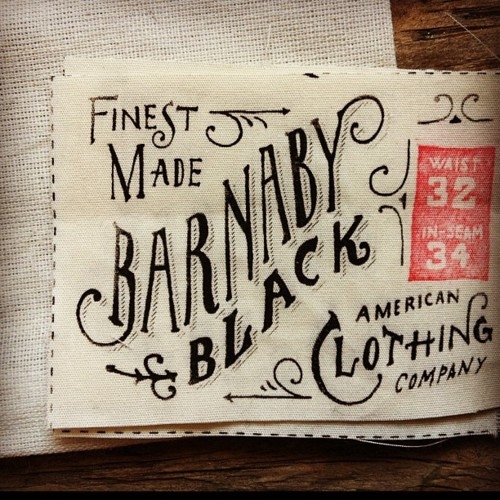 FINEST
MADE
BARNABY
BLACK
AMERICAN
CLOTHING
COMPANY
WAIST
32
IN-SEAM
34